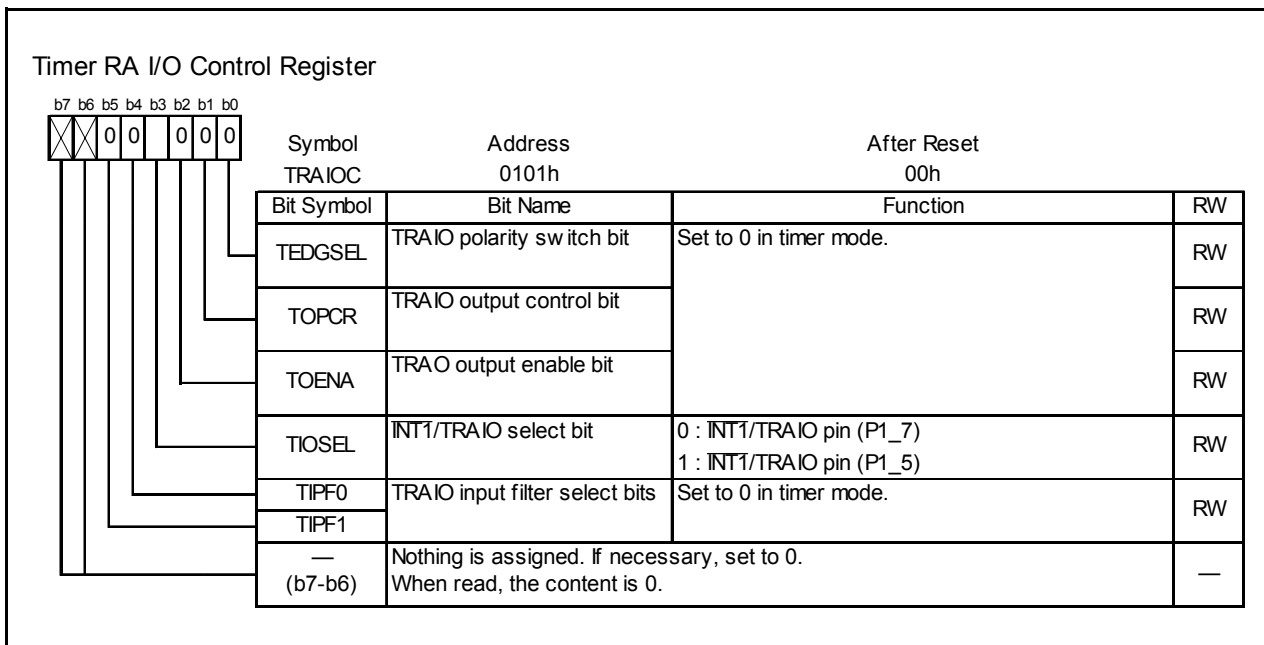 Timer RA I/O Control Register
b7 b6 b5 b4 b3 b2 b1 b0
0 0 0 0 0
Symbol Address After Reset
TRAIOC 0101h 00h
Bit Symbol Bit Name Function RW
TEDGSEL TRAIO polarity switch bit Set to 0 in timer mode. RW
TOPCR TRAIO output control bit RW
TOENA TRAO output enable bit RW
TIOSEL INT1/TRAIO select bit 0 : INT1/TRAIO pin (P1_7) RW
1 : INT1/TRAIO pin (P1_5)
TIPF0 TRAIO input filter select bits Set to 0 in timer mode. RW
TIPF1
— Nothing is assigned. If necessary, set to 0. —
(b7-b6) When read, the content is 0.